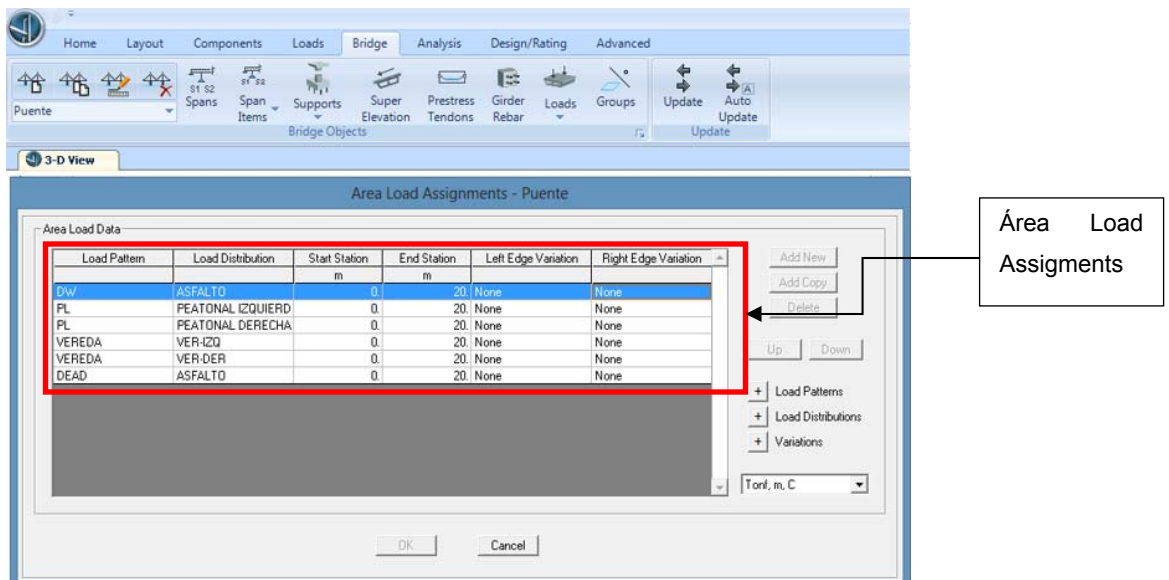 Home Layout Components Loads Bridge Analysis Design/Rating Advanced
S1 S2
S1 S2
Spans Span Items Supports Super Elevation Prestress Tendons Girder Rebar Loads Groups Update Auto Update
Puente
Bridge Objects Update
3-D View
Area Load Assignments - Puente
Area Load Data
Load Pattern Load Distribution Start Station End Station Left Edge Variation Right Edge Variation
m m
DW ASFALTO 0. 20. None None
PL PEATONAL IZQUIERD 0. 20. None None
PL PEATONAL DERECHA 0. 20. None None
VEREDA VER-IZQ 0. 20. None None
VEREDA VER-DER 0. 20. None None
DEAD ASFALTO 0. 20. None None
Add New
Add Copy
Delete
Up Down
+ Load Patterns
+ Load Distributions
+ Variations
Tonf, m, C
OK Cancel
Área Load
Assigments